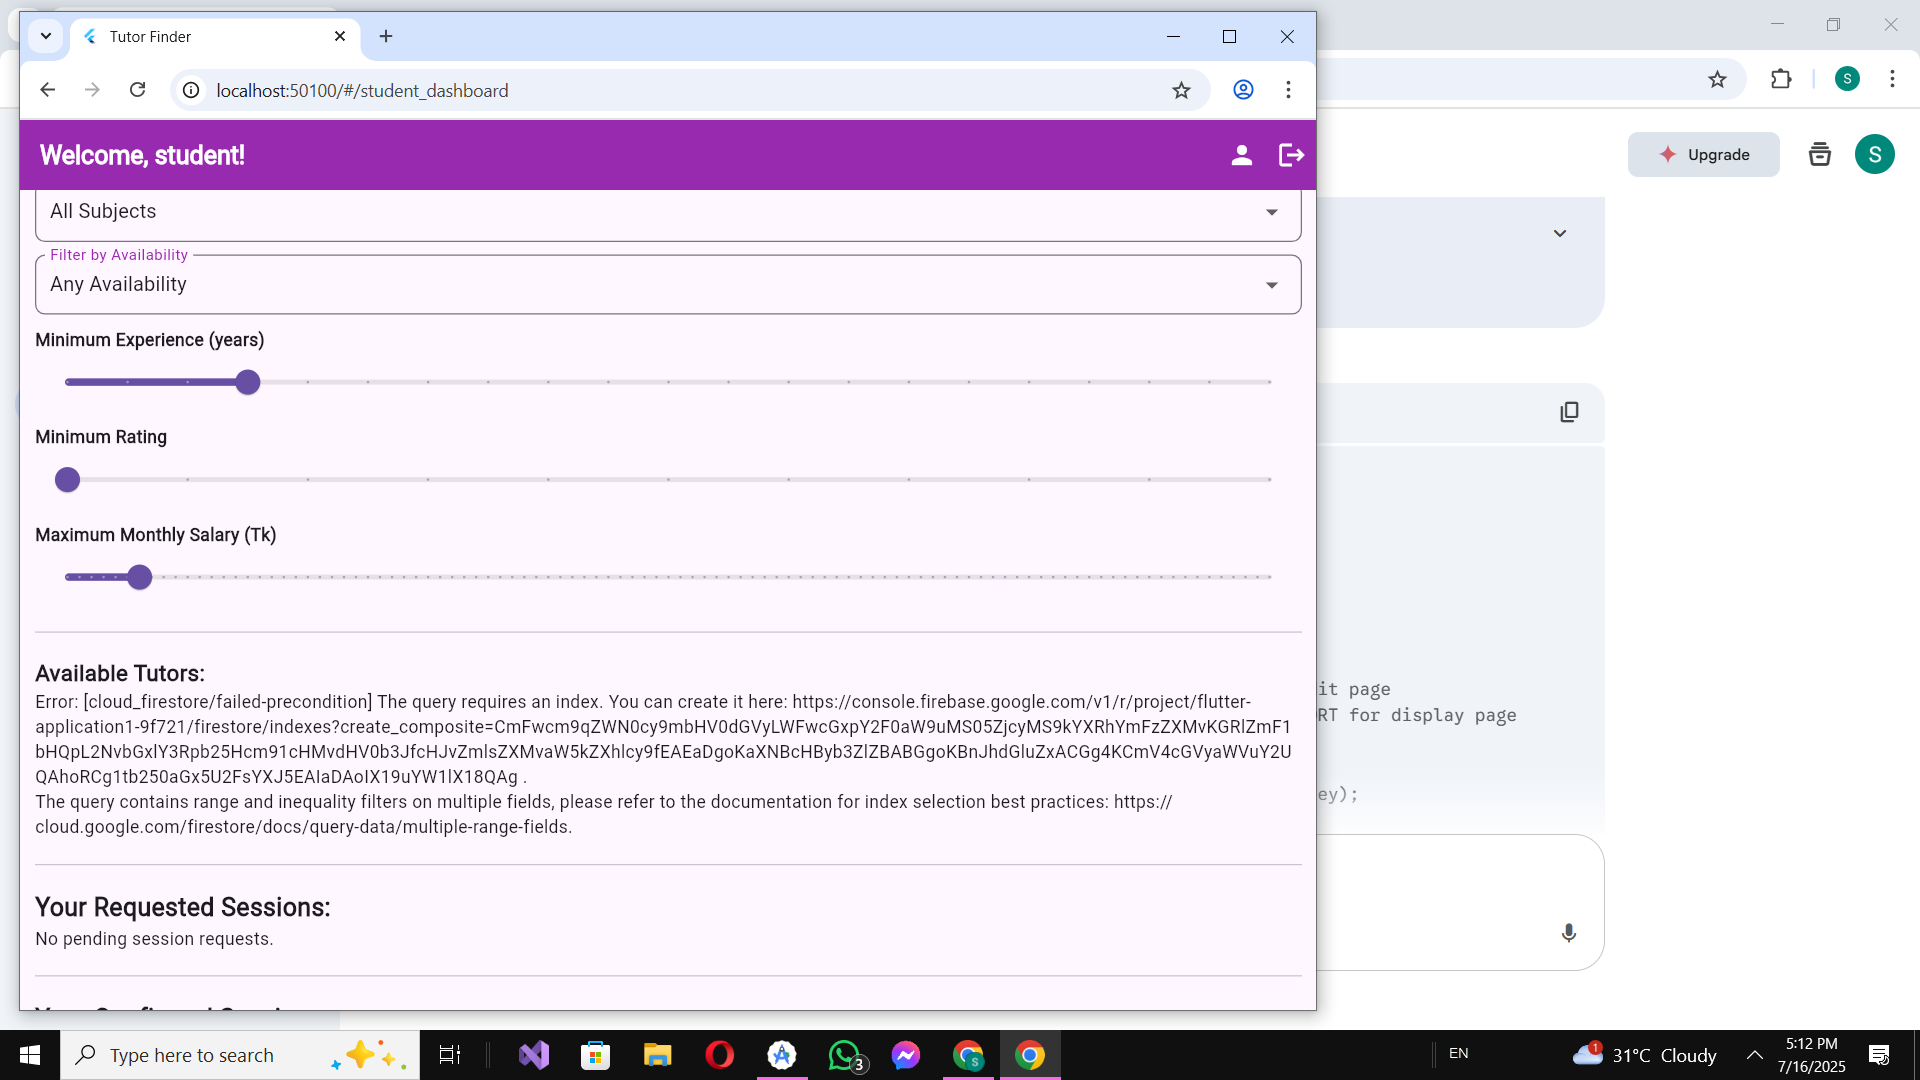 Tutor Finder
localhost:50100/#/student_dashboard
S
Welcome, student!
Upgrade
S
All Subjects
Filter by Availability
Any Availability
Minimum Experience (years)
Minimum Rating
Maximum Monthly Salary (Tk)
Available Tutors:
Error: [cloud_firestore/failed-precondition] The query requires an index. You can create it here: https://console.firebase.google.com/v1/r/project/flutter-
application1-9f721/firestore/indexes?create_composite=CmFwcm9qZWN0cy9mbHV0dGVyLWFwcGxpY2F0aW9uMS05ZjcyMS9kYXRhYmFzZXMvKGRlZmF1
bHQpL2NvbGxlY3Rpb25Hcm91cHMvdHV0b3JfcHJvZmlsZXMvaW5kZXhlcy9fEAEaDgoKaXNBcHByb3ZlZBABGgoKBnJhdGluZxACGg4KCmV4cGVyaWVuY2U
QAhoRCg1tb250aGx5U2FsYXJ5EAIaDAoIX19uYW1lX18QAg .
The query contains range and inequality filters on multiple fields, please refer to the documentation for index selection best practices: https://
cloud.google.com/firestore/docs/query-data/multiple-range-fields.
it page
RT for display page
ey);
Your Requested Sessions:
No pending session requests.
Type here to search
3
S
EN
1
31°C Cloudy
5:12 PM
7/16/2025